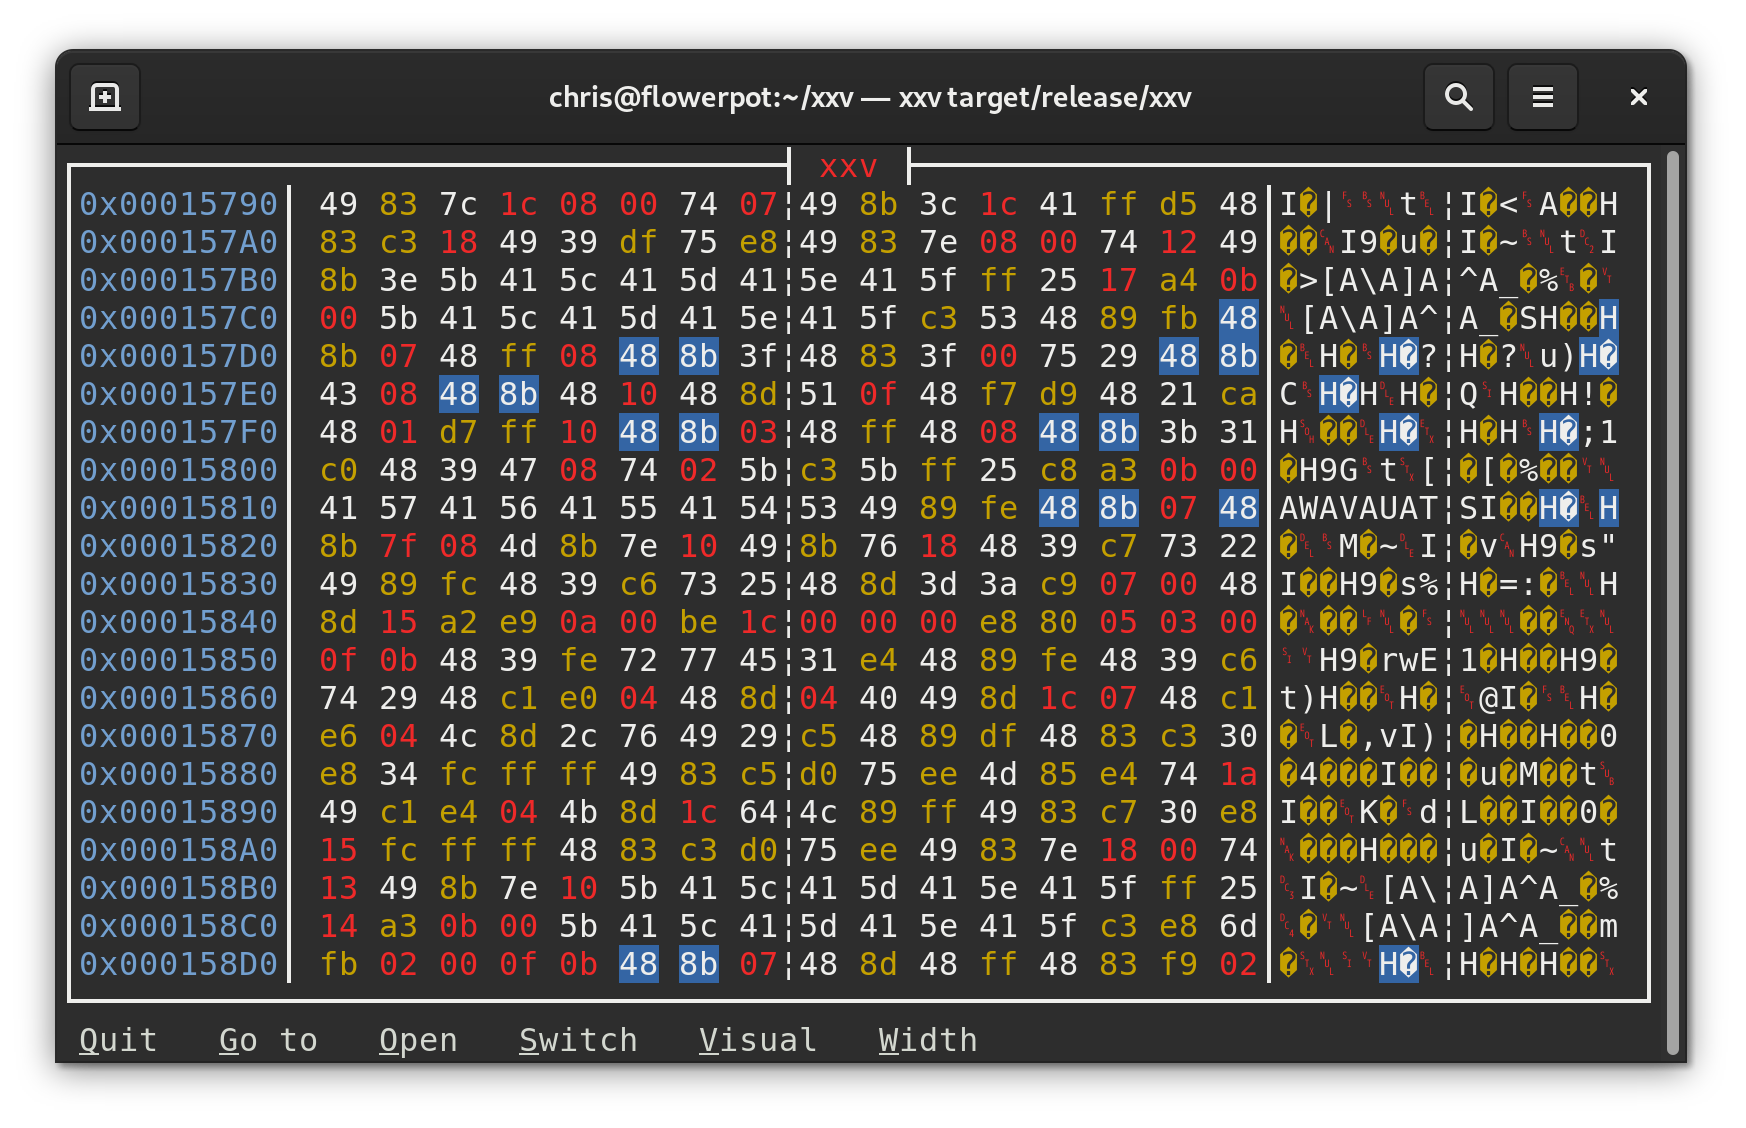 chris@flowerpot:~/xxv — xxv target/release/xxv
xxv
0x00015790 49 83 7c 1c 08 00 74 07¦49 8b 3c 1c 41 ff d5 48 I�|␜␈␀t␇¦I�<␜A��H
0x000157A0 83 c3 18 49 39 df 75 e8¦49 83 7e 08 00 74 12 49 ��␘I9�u�¦I�~␈␀t␒I
0x000157B0 8b 3e 5b 41 5c 41 5d 41¦5e 41 5f ff 25 17 a4 0b �>[A\A]A¦^A_�%␗�␋
0x000157C0 00 5b 41 5c 41 5d 41 5e¦41 5f c3 53 48 89 fb 48 ␀[A\A]A^¦A_�SH��H
0x000157D0 8b 07 48 ff 08 48 8b 3f¦48 83 3f 00 75 29 48 8b �␇H�␈H�?¦H�?␀u)H�
0x000157E0 43 08 48 8b 48 10 48 8d¦51 0f 48 f7 d9 48 21 ca C␈H�H␐H�¦Q␏H��H!�
0x000157F0 48 01 d7 ff 10 48 8b 03¦48 ff 48 08 48 8b 3b 31 H␁��␐H�␃¦H�H␈H�;1
0x00015800 c0 48 39 47 08 74 02 5b¦c3 5b ff 25 c8 a3 0b 00 �H9G␈t␂[¦�[�%��␋␀
0x00015810 41 57 41 56 41 55 41 54¦53 49 89 fe 48 8b 07 48 AWAVAUAT¦SI��H�␇H
0x00015820 8b 7f 08 4d 8b 7e 10 49¦8b 76 18 48 39 c7 73 22 �␡␈M�~␐I¦�v␘H9�s"
0x00015830 49 89 fc 48 39 c6 73 25¦48 8d 3d 3a c9 07 00 48 I��H9�s%¦H�=:�␇␀H
0x00015840 8d 15 a2 e9 0a 00 be 1c¦00 00 00 e8 80 05 03 00 �␕��␊␀�␜¦␀␀␀��␅␃␀
0x00015850 0f 0b 48 39 fe 72 77 45¦31 e4 48 89 fe 48 39 c6 ␏␋H9�rwE¦1�H��H9�
0x00015860 74 29 48 c1 e0 04 48 8d¦04 40 49 8d 1c 07 48 c1 t)H��␄H�¦␄@I�␜␇H�
0x00015870 e6 04 4c 8d 2c 76 49 29¦c5 48 89 df 48 83 c3 30 �␄L�,vI)¦�H��H��0
0x00015880 e8 34 fc ff ff 49 83 c5¦d0 75 ee 4d 85 e4 74 1a �4���I��¦�u�M��t␚
0x00015890 49 c1 e4 04 4b 8d 1c 64¦4c 89 ff 49 83 c7 30 e8 I��␄K�␜d¦L��I��0�
0x000158A0 15 fc ff ff 48 83 c3 d0¦75 ee 49 83 7e 18 00 74 ␕���H���¦u�I�~␘␀t
0x000158B0 13 49 8b 7e 10 5b 41 5c¦41 5d 41 5e 41 5f ff 25 ␓I�~␐[A\¦A]A^A_�%
0x000158C0 14 a3 0b 00 5b 41 5c 41¦5d 41 5e 41 5f c3 e8 6d ␔�␋␀[A\A¦]A^A_��m
0x000158D0 fb 02 00 0f 0b 48 8b 07¦48 8d 48 ff 48 83 f9 02 �␂␀␏␋H�␇¦H�H�H��␂
Quit Go to Open Switch Visual Width